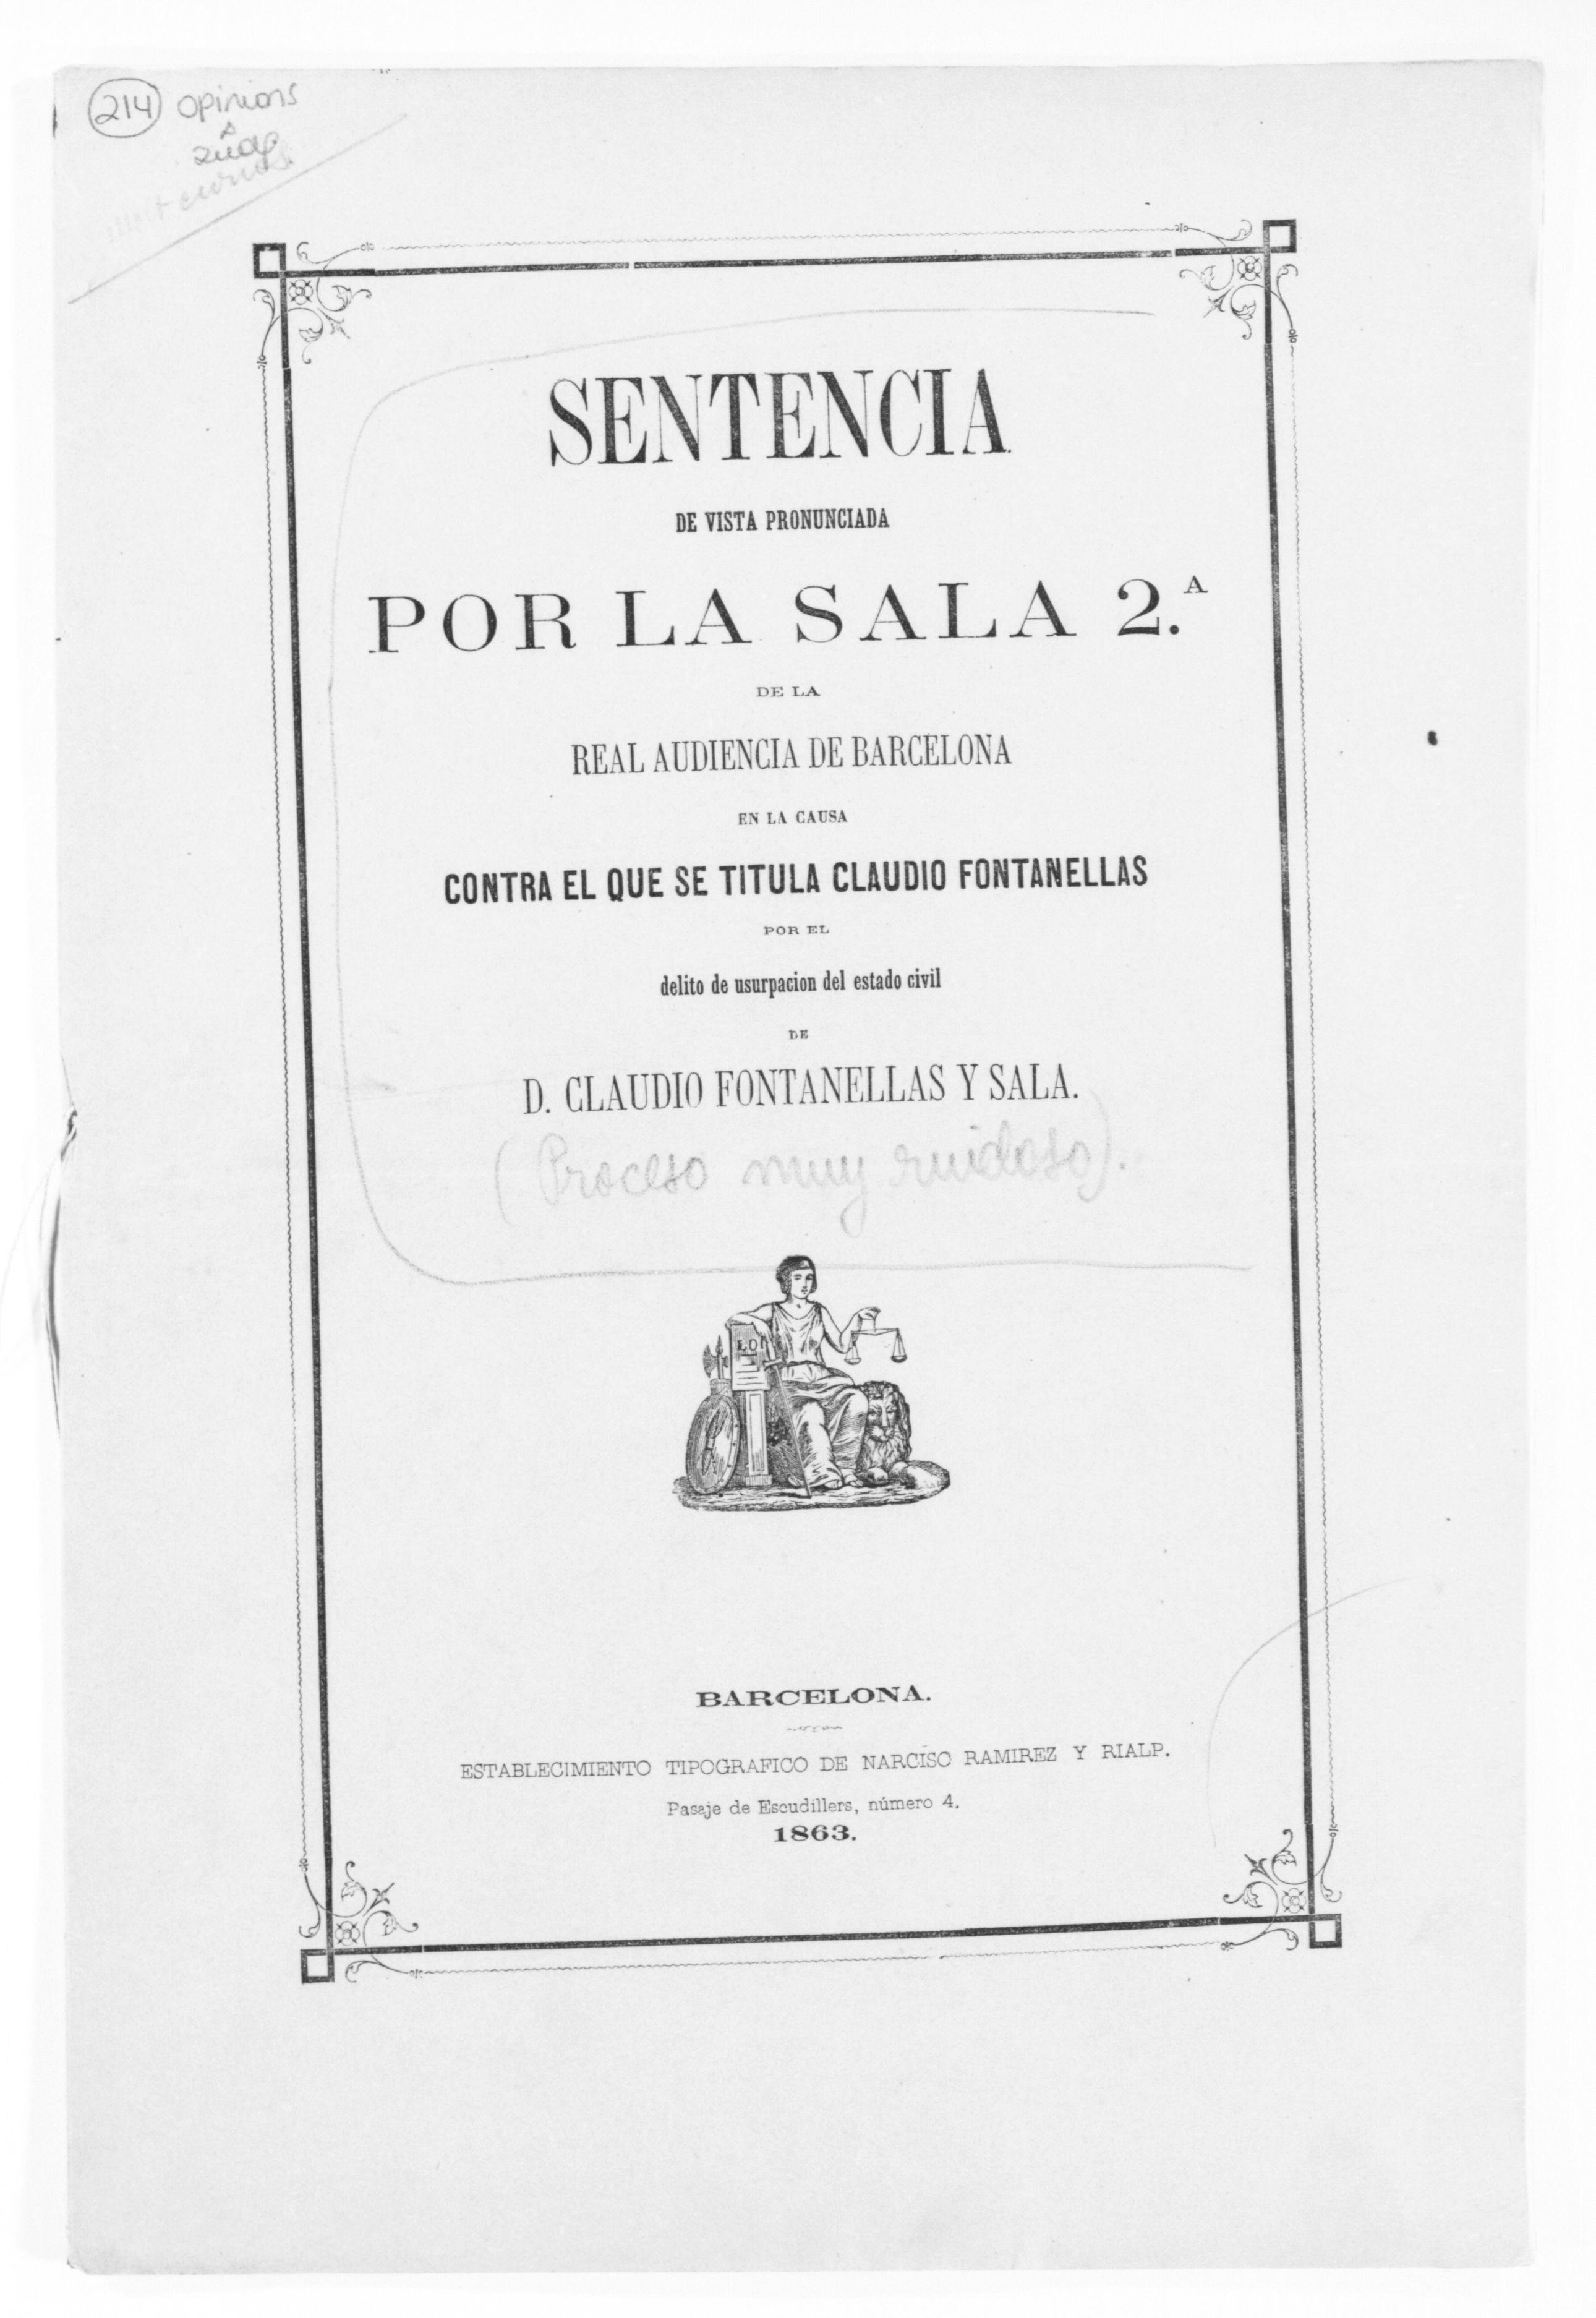 214 opinions
SENTENCIA
DE VISTA PRONUNCIADA
POR LA SALA 2.ᴬ
DE LA
REAL AUDIENCIA DE BARCELONA
EN LA CAUSA
CONTRA EL QUE SE TITULA CLAUDIO FONTANELLAS
POR EL
delito de usurpacion del estado civil
DE
D. CLAUDIO FONTANELLAS Y SALA.
(Proceso muy ruidoso).
LOI
BARCELONA.
ESTABLECIMIENTO TIPOGRAFICO DE NARCISO RAMIREZ Y RIALP.
Pasaje de Escudillers, número 4.
1863.